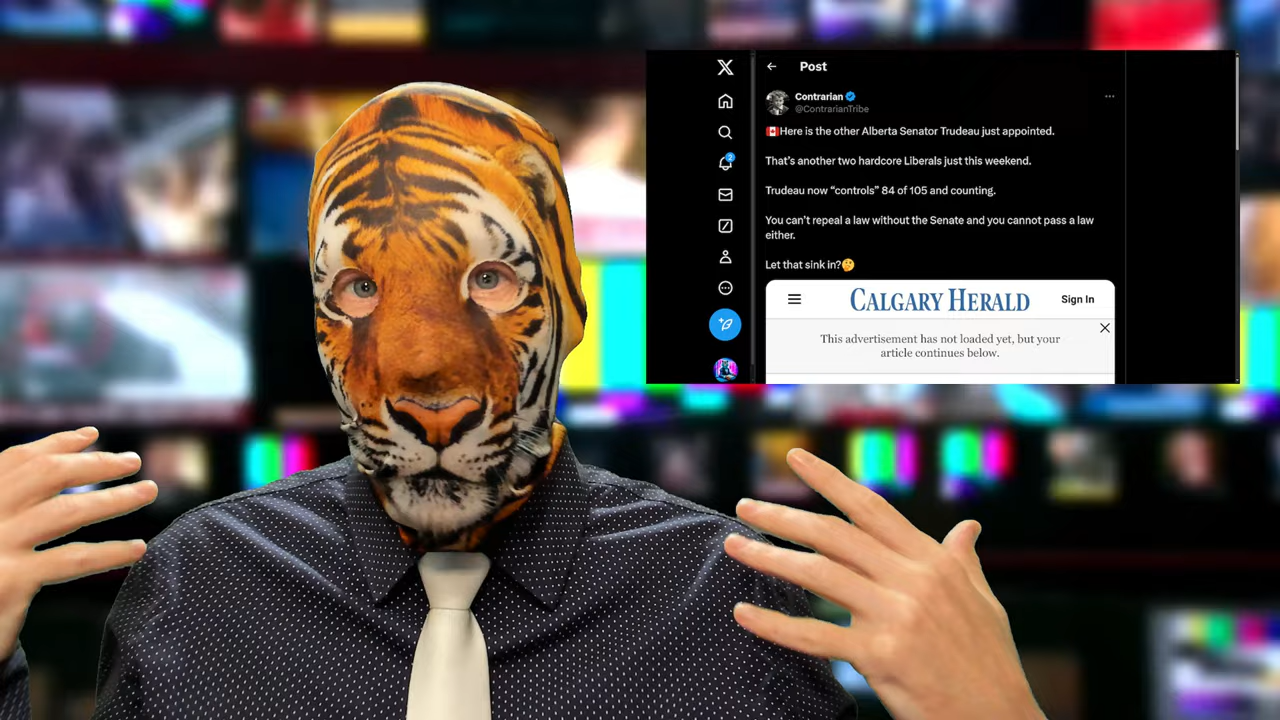 Post
Contrarian
@ContrarianTribe
🇨🇦Here is the other Alberta Senator Trudeau just appointed.
That's another two hardcore Liberals just this weekend.
Trudeau now “controls” 84 of 105 and counting.
You can't repeal a law without the Senate and you cannot pass a law
either.
Let that sink in?🤔
2
CALGARY HERALD
Sign In
This advertisement has not loaded yet, but your
article continues below.